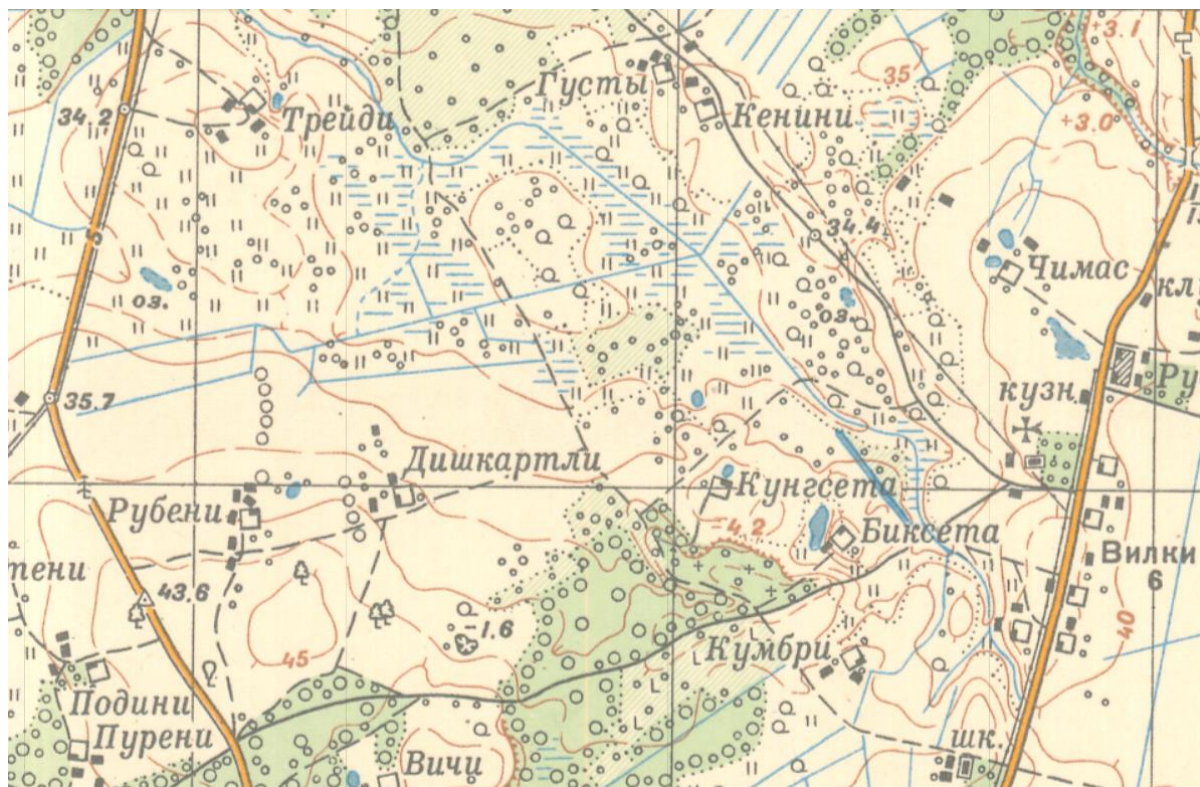 +3.1
Густы
35
34.2
Трейди
Кенини
+3.0
34.4
Чимас
оз.
оз.
35.7
кузн.
Дишкартли
Кунгсета
Рубени
-4.2
Биксета
Вилки
6
тени
43.6
-1.6
45
40
Кумбри
Подини
Пурени
шк.
Вичи